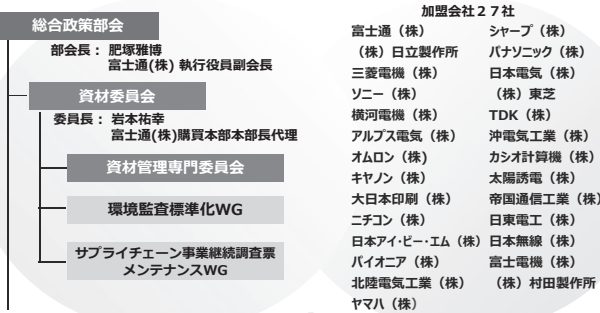 総合政策部会
部会長： 肥塚雅博
富士通(株) 執行役員副会長
資材委員会
委員長： 岩本祐幸
富士通(株)購買本部本部長代理
資材管理専門委員会
環境監査標準化WG
サプライチェーン事業継続調査票
メンテナンスWG
加盟会社２７社
富士通（株） シャープ（株）
（株）日立製作所 パナソニック（株）
三菱電機（株） 日本電気（株）
ソニー（株） （株）東芝
横河電機（株） TDK（株）
アルプス電気（株） 沖電気工業（株）
オムロン（株) カシオ計算機（株）
キヤノン（株） 太陽誘電（株）
大日本印刷（株） 帝国通信工業（株）
ニチコン（株） 日東電工（株）
日本アイ・ビー・エム（株） 日本無線（株）
パイオニア（株） 富士電機（株）
北陸電気工業（株） （株）村田製作所
ヤマハ（株）